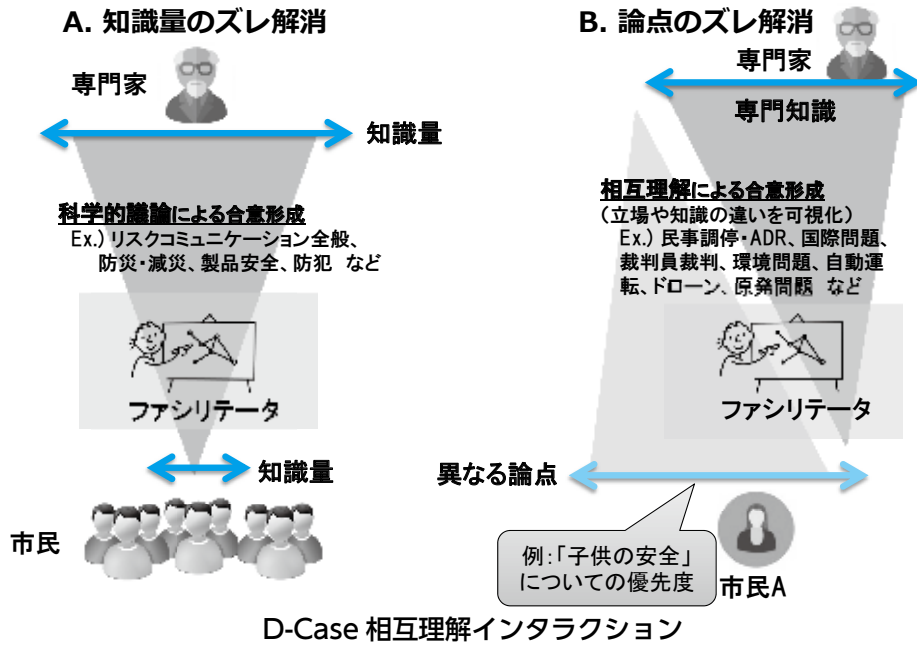 A. 知識量のズレ解消
専門家
知識量
科学的議論による合意形成
Ex.) リスクコミュニケーション全般、
防災・減災、製品安全、防犯 など
ファシリテータ
知識量
市民
B. 論点のズレ解消
専門家
専門知識
相互理解による合意形成
（立場や知識の違いを可視化）
Ex.) 民事調停・ADR、国際問題、
裁判員裁判、環境問題、自動運
転、ドローン、原発問題 など
ファシリテータ
異なる論点
例:「子供の安全」
についての優先度
市民A
D-Case 相互理解インタラクション